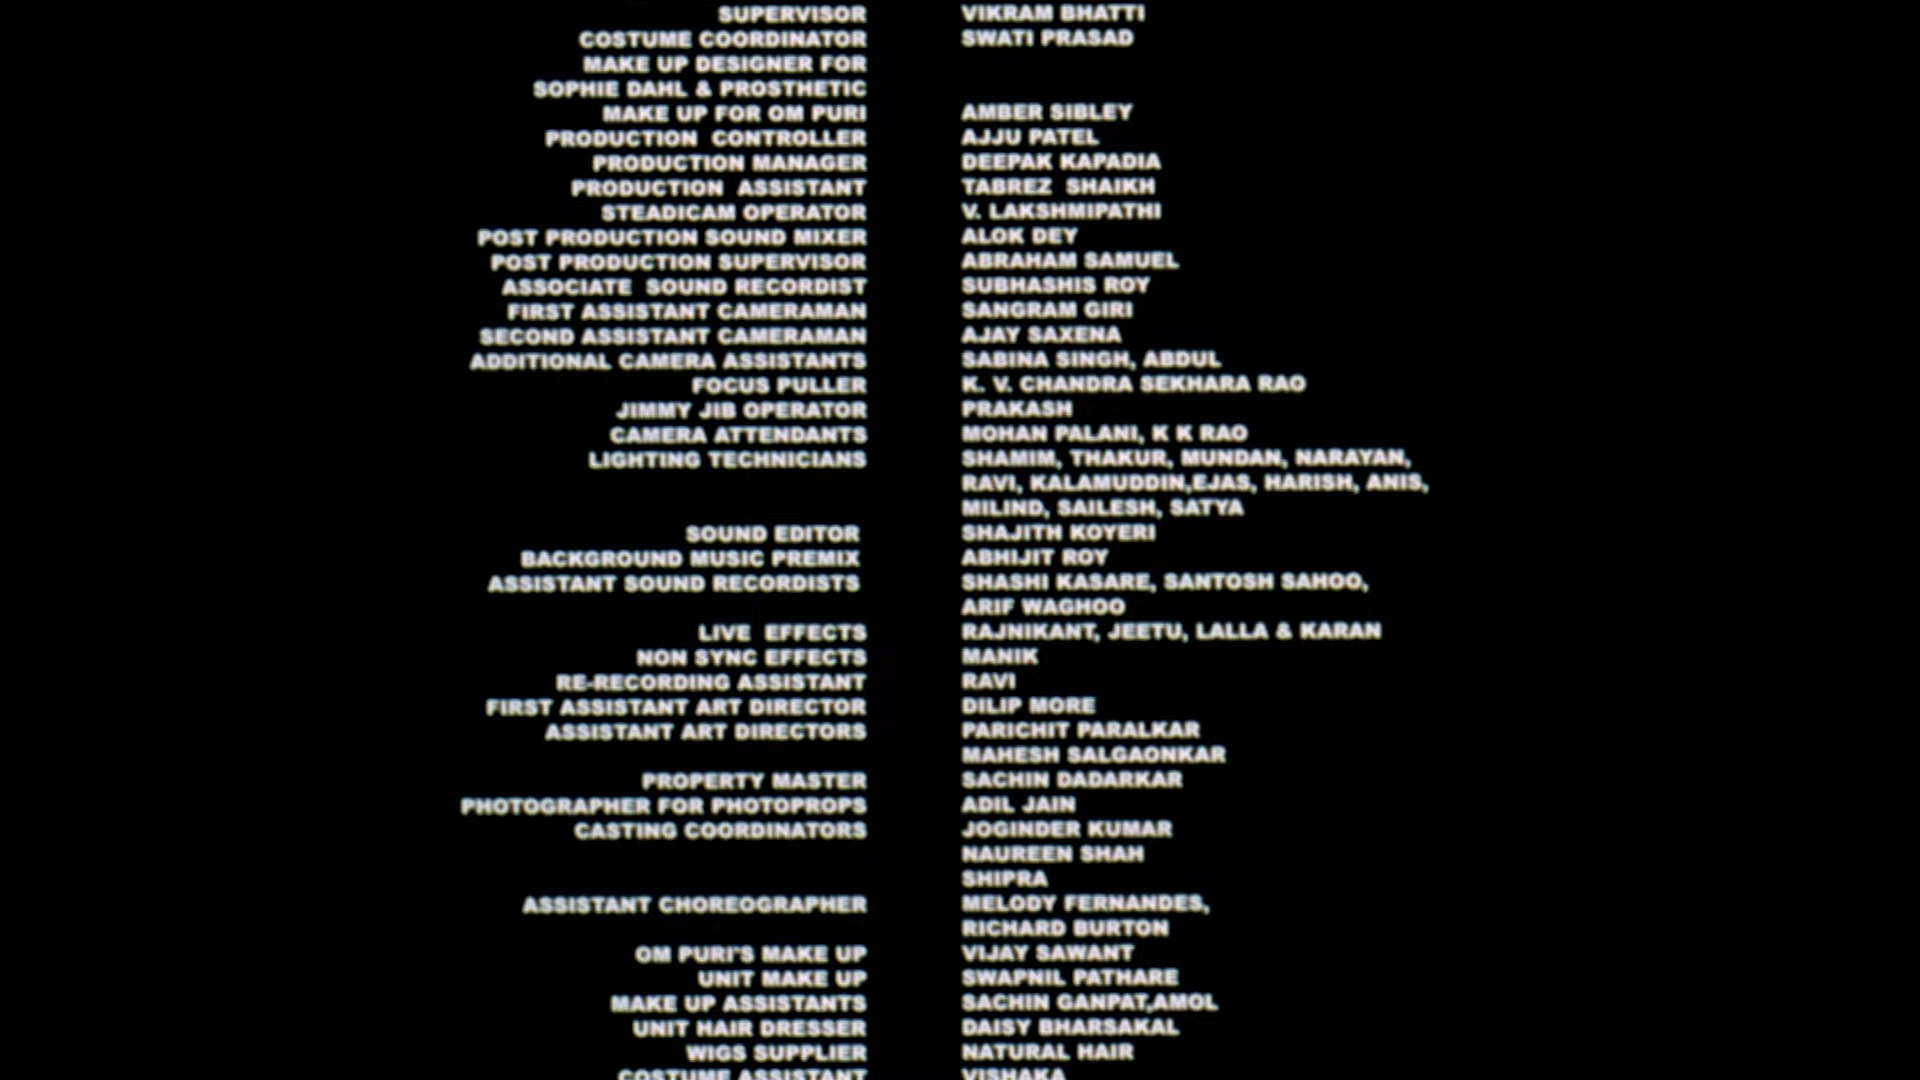 SUPERVISOR VIKRAM BHATTI
COSTUME COORDINATOR SWATI PRASAD
MAKE UP DESIGNER FOR
SOPHIE DAHL & PROSTHETIC
MAKE UP FOR OM PURI AMBER SIBLEY
PRODUCTION CONTROLLER AJJU PATEL
PRODUCTION MANAGER DEEPAK KAPADIA
PRODUCTION ASSISTANT TABREZ SHAIKH
STEADICAM OPERATOR V. LAKSHMIPATHI
POST PRODUCTION SOUND MIXER ALOK DEY
POST PRODUCTION SUPERVISOR ABRAHAM SAMUEL
ASSOCIATE SOUND RECORDIST SUBHASHIS ROY
FIRST ASSISTANT CAMERAMAN SANGRAM GIRI
SECOND ASSISTANT CAMERAMAN AJAY SAXENA
ADDITIONAL CAMERA ASSISTANTS SABINA SINGH, ABDUL
FOCUS PULLER K. V. CHANDRA SEKHARA RAO
JIMMY JIB OPERATOR PRAKASH
CAMERA ATTENDANTS MOHAN PALANI, K K RAO
LIGHTING TECHNICIANS SHAMIM, THAKUR, MUNDAN, NARAYAN,
RAVI, KALAMUDDIN,EJAS, HARISH, ANIS,
MILIND, SAILESH, SATYA
SOUND EDITOR SHAJITH KOYERI
BACKGROUND MUSIC PREMIX ABHIJIT ROY
ASSISTANT SOUND RECORDISTS SHASHI KASARE, SANTOSH SAHOO,
ARIF WAGHOO
LIVE EFFECTS RAJNIKANT, JEETU, LALLA & KARAN
NON SYNC EFFECTS MANIK
RE-RECORDING ASSISTANT RAVI
FIRST ASSISTANT ART DIRECTOR DILIP MORE
ASSISTANT ART DIRECTORS PARICHIT PARALKAR
MAHESH SALGAONKAR
PROPERTY MASTER SACHIN DADARKAR
PHOTOGRAPHER FOR PHOTOPROPS ADIL JAIN
CASTING COORDINATORS JOGINDER KUMAR
NAUREEN SHAH
SHIPRA
ASSISTANT CHOREOGRAPHER MELODY FERNANDES,
RICHARD BURTON
OM PURI'S MAKE UP VIJAY SAWANT
UNIT MAKE UP SWAPNIL PATHARE
MAKE UP ASSISTANTS SACHIN GANPAT,AMOL
UNIT HAIR DRESSER DAISY BHARSAKAL
WIGS SUPPLIER NATURAL HAIR
COSTUME ASSISTANT VISHAKA